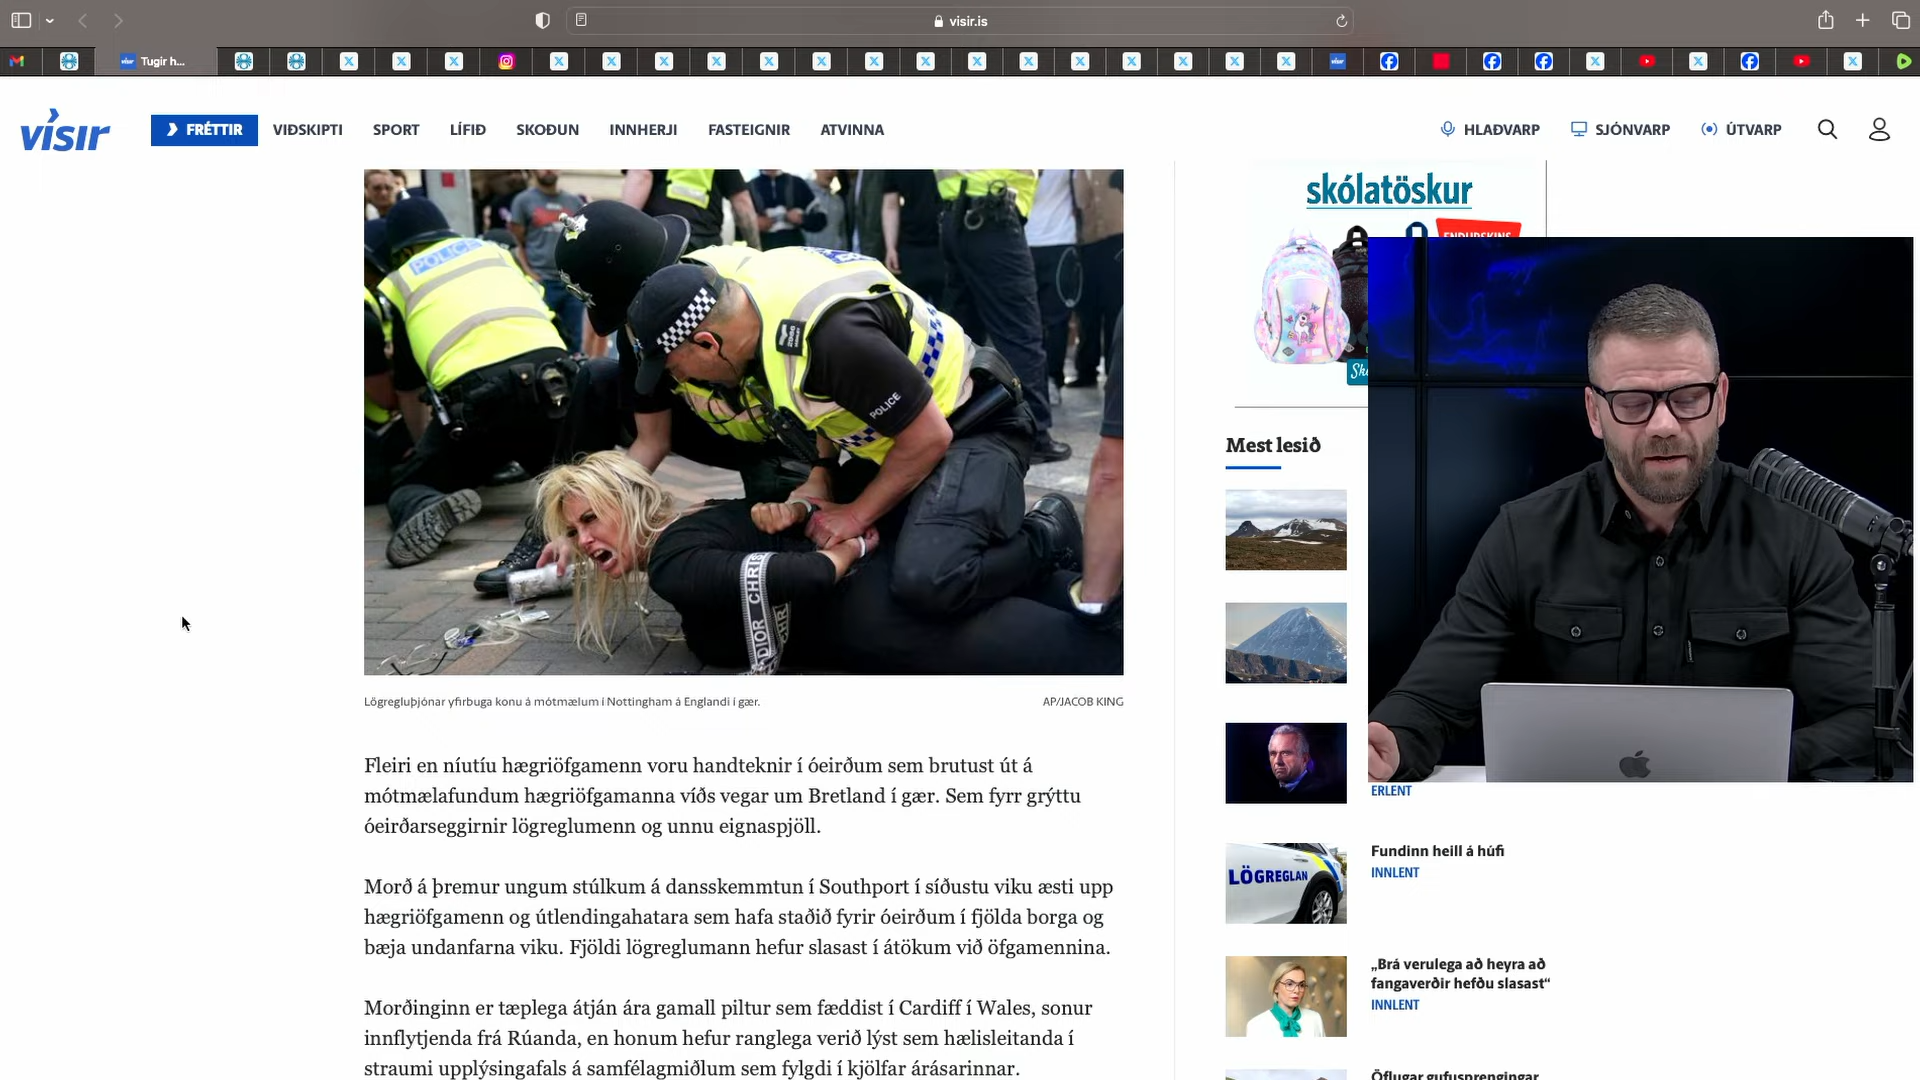 visir.is
Tugir h...
vísir
FRÉTTIR
VIÐSKIPTI
SPORT
LÍFIÐ
SKOÐUN
INNHERJI
FASTEIGNIR
ATVINNA
HLAÐVARP
SJÓNVARP
ÚTVARP
skólatöskur
POLICE
POLICE
CHRIS
DIOR CHR
Lögregluþjónar yfirbuga konu á mótmælum í Nottingham á Englandi í gær.
AP/JACOB KING
Fleiri en níutíu hægriöfgamenn voru handteknir í óeirðum sem brutust út á
mótmælafundum hægriöfgamanna víðs vegar um Bretland í gær. Sem fyrr grýttu
óeirðarseggirnir lögreglumenn og unnu eignaspjöll.
Morð á þremur ungum stúlkum á dansskemmtun í Southport í síðustu viku æsti upp
hægriöfgamenn og útlendingahatara sem hafa staðið fyrir óeirðum í fjölda borga og
bæja undanfarna viku. Fjöldi lögreglumann hefur slasast í átökum við öfgamennina.
Morðinginn er tæplega átján ára gamall piltur sem fæddist í Cardiff í Wales, sonur
innflytjenda frá Rúanda, en honum hefur ranglega verið lýst sem hælisleitanda í
straumi upplýsingafals á samfélagmiðlum sem fylgdi í kjölfar árásarinnar.
Mest lesið
ERLENT
LÖGREGLAN
Fundinn heill á húfi
INNLENT
„Brá verulega að heyra að
fangaverðir hefðu slasast“
INNLENT
Öflugar gufusprengingar